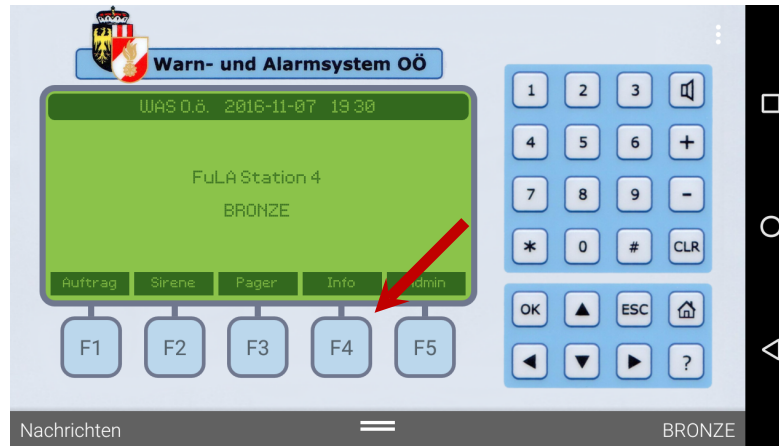 Warn- und Alarmsystem OÖ
WAS O.ö. 2016-11-07 19:30
FuLA Station 4
BRONZE
Auftrag Sirene Pager Info
F1 F2 F3 F4 F5
1 2 3
4 5 6 +
7 8 9 -
* 0 # CLR
OK ESC
?
Nachrichten BRONZE